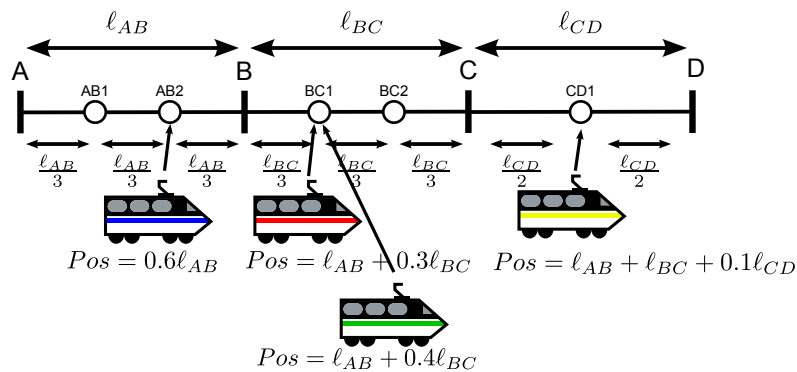 ℓ_AB ℓ_BC ℓ_CD
A B C D
AB1 AB2 BC1 BC2 CD1
ℓ_AB/3 ℓ_AB/3 ℓ_AB/3 ℓ_BC/3 ℓ_BC/3 ℓ_BC/3 ℓ_CD/2 ℓ_CD/2
Pos = 0.6ℓ_AB Pos = ℓ_AB + 0.3ℓ_BC Pos = ℓ_AB + ℓ_BC + 0.1ℓ_CD
Pos = ℓ_AB + 0.4ℓ_BC